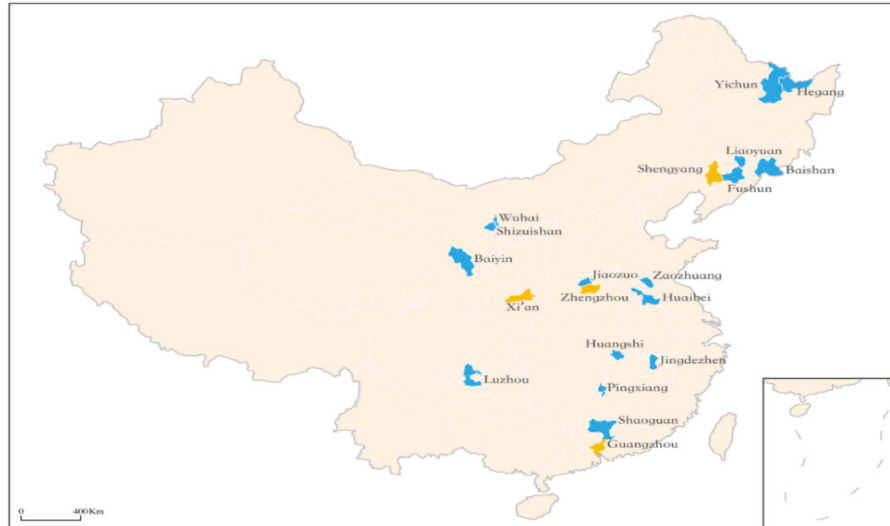 Yichun
Hegang
Liaoyuan
Shengyang
Baishan
Fushun
Wuhai
Shizuishan
Baiyin
Jiaozuo
Zaozhuang
Zhengzhou
Huaibei
Xi'an
Huangshi
Jingdezhen
Luzhou
Pingxiang
Shaoguan
Guangzhou
0 400Km